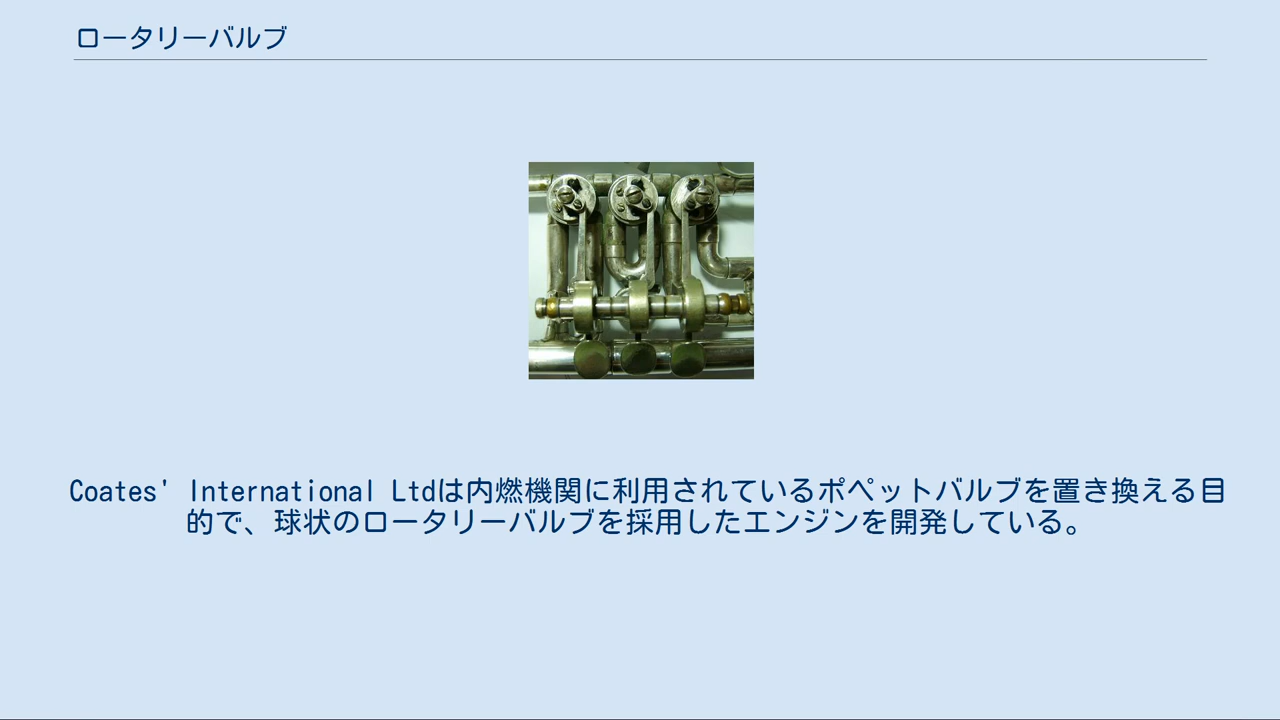 ロータリーバルブ
Coates' International Ltdは内燃機関に利用されているポペットバルブを置き換える目
的で、球状のロータリーバルブを採用したエンジンを開発している。